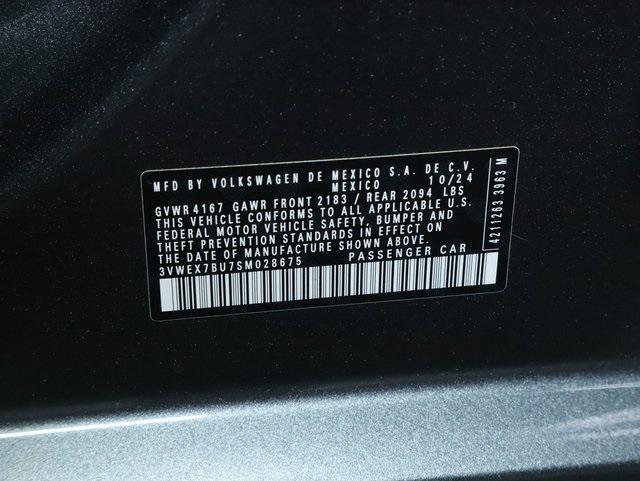 MFD BY VOLKSWAGEN DE MEXICO S.A. DE C.V.
MEXICO 10/24
GVWR4167 GAWR FRONT 2183 / REAR 2094 LBS
THIS VEHICLE CONFORMS TO ALL APPLICABLE U.S.
FEDERAL MOTOR VEHICLE SAFETY, BUMPER AND
THEFT PREVENTION STANDARDS IN EFFECT ON
THE DATE OF MANUFACTURE SHOWN ABOVE.
3VWEX7BU7SM028675 PASSENGER CAR
4211263 3963 M